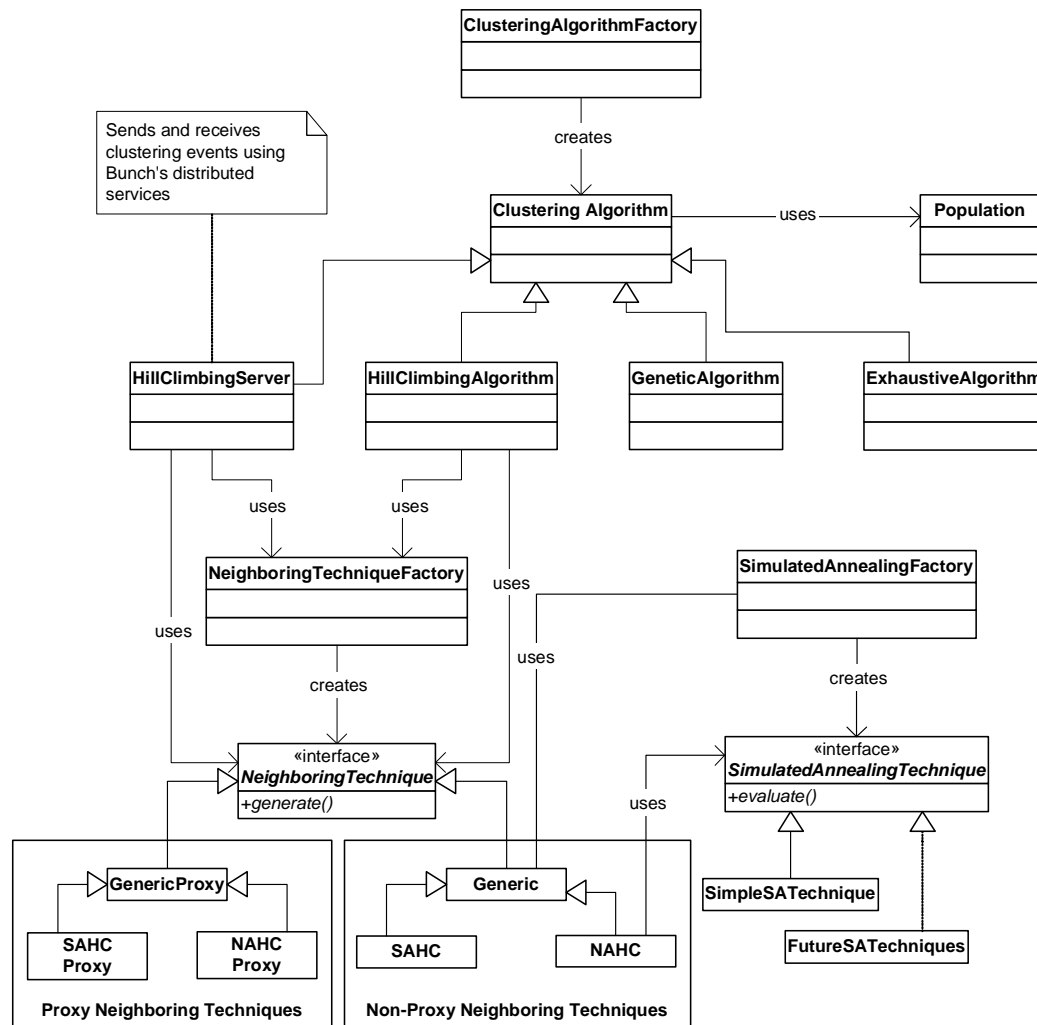 ClusteringAlgorithmFactory
creates
Sends and receives
clustering events using
Bunch's distributed
services
Clustering Algorithm
uses
Population
HillClimbingServer
HillClimbingAlgorithm
GeneticAlgorithm
ExhaustiveAlgorithm
uses
uses
NeighboringTechniqueFactory
SimulatedAnnealingFactory
uses
uses
uses
creates
creates
«interface»
NeighboringTechnique
+generate()
«interface»
SimulatedAnnealingTechnique
+evaluate()
uses
GenericProxy
Generic
SimpleSATechnique
SAHC
Proxy
NAHC
Proxy
SAHC
NAHC
FutureSATechniques
Proxy Neighboring Techniques
Non-Proxy Neighboring Techniques